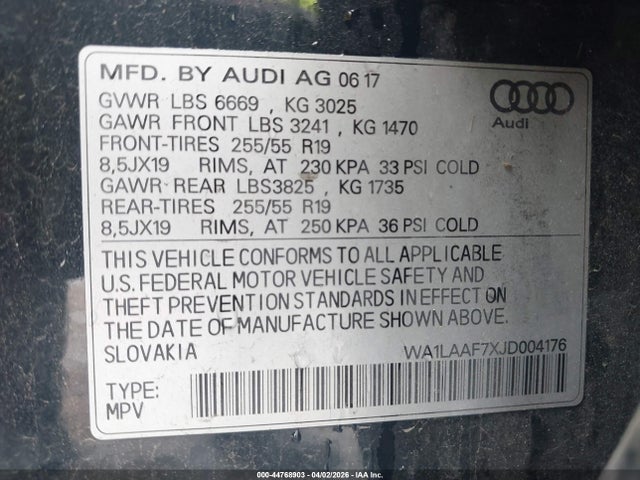 MFD. BY AUDI AG 06 17
GVWR LBS 6669 , KG 3025
GAWR FRONT LBS 3241 , KG 1470
FRONT-TIRES 255/55 R19
8,5JX19 RIMS, AT 230 KPA 33 PSI COLD
GAWR REAR LBS3825 , KG 1735
REAR-TIRES 255/55 R19
8,5JX19 RIMS, AT 250 KPA 36 PSI COLD
Audi
THIS VEHICLE CONFORMS TO ALL APPLICABLE
U.S. FEDERAL MOTOR VEHICLE SAFETY AND
THEFT PREVENTION STANDARDS IN EFFECT ON
THE DATE OF MANUFACTURE SHOWN ABOVE.
SLOVAKIA WA1LAAF7XJD004176
TYPE:
MPV
000-44768903 - 04/02/2026 - IAA Inc.